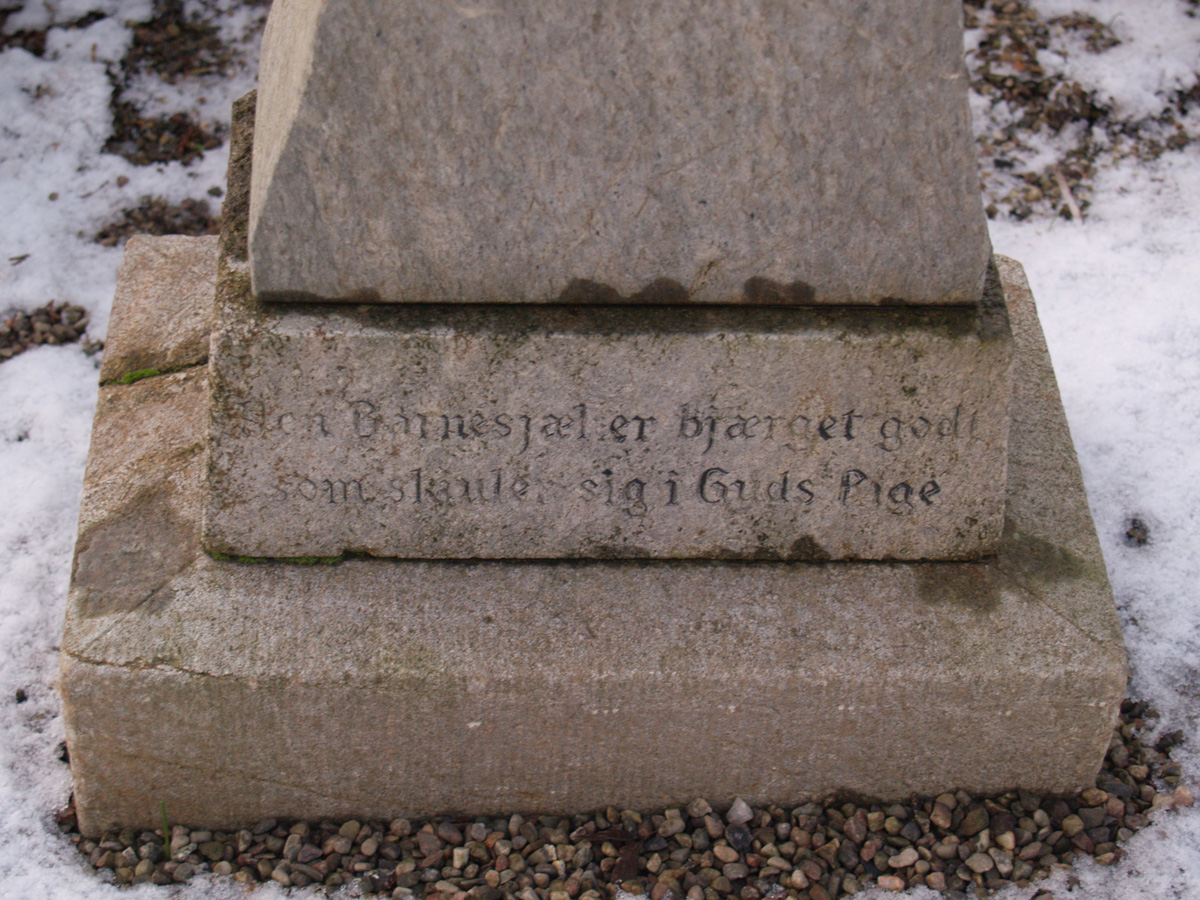 Den Barnesjæl er bjærget godt
som skjuler sig i Guds Pige